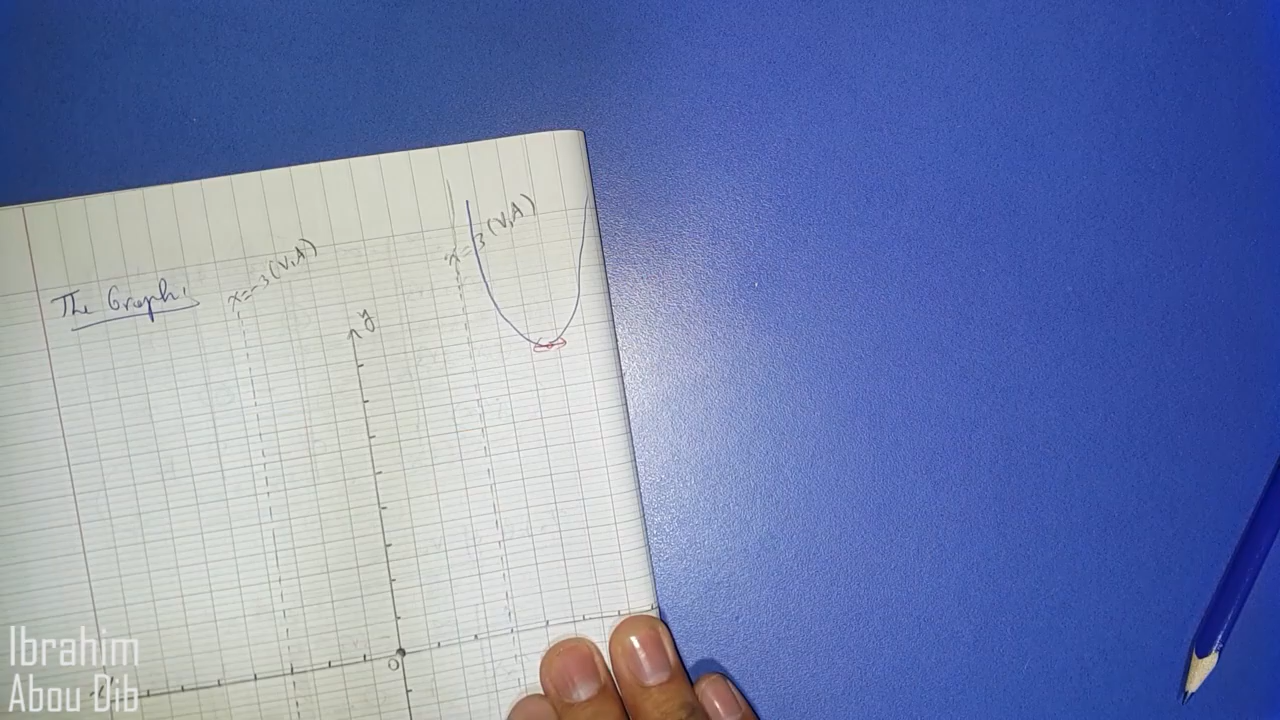 The Graph:
x=-3 (V.A)
x=3 (V.A)
y
0
Ibrahim
Abou Dib